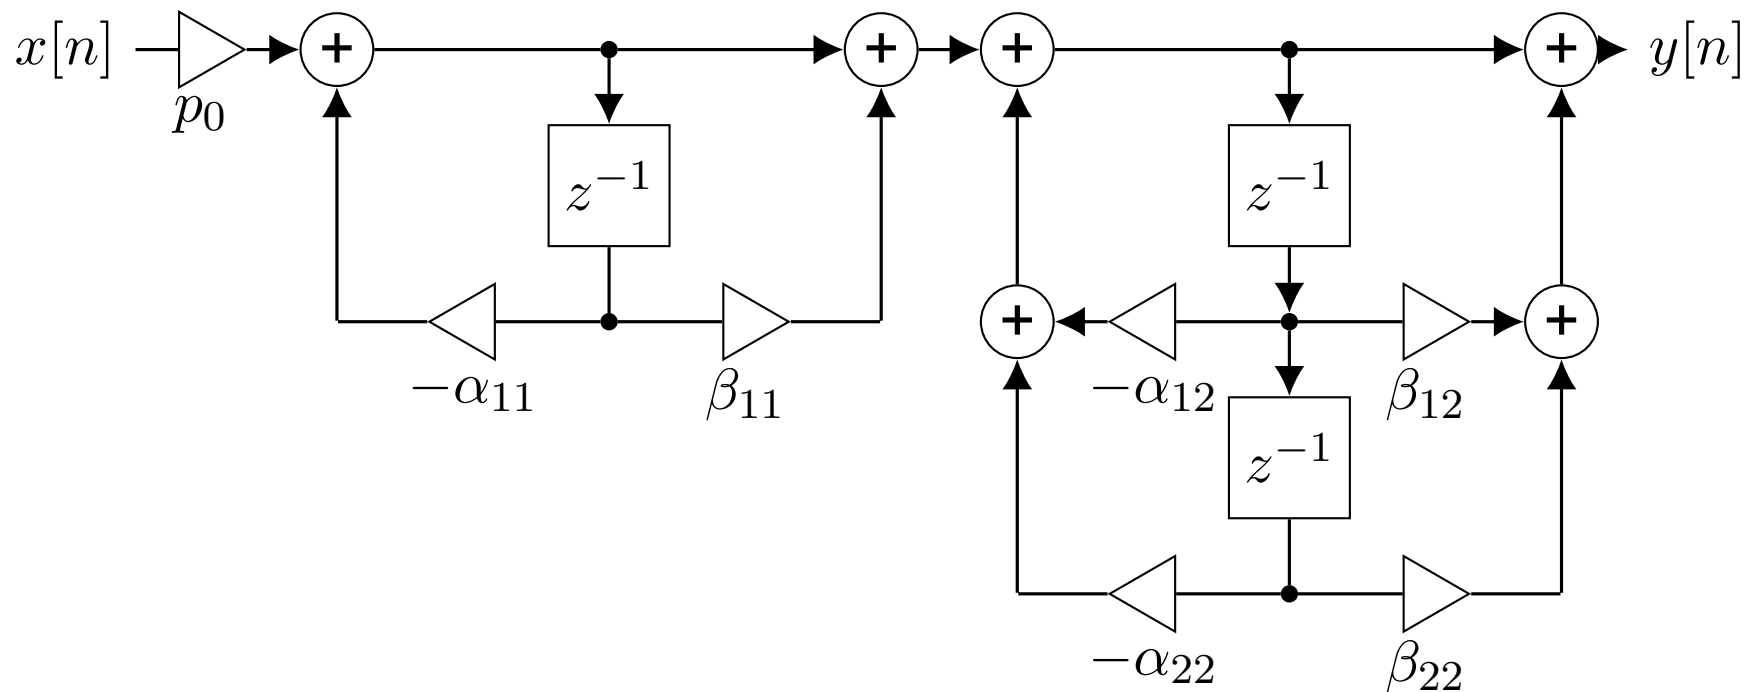 x[n] + + + + y[n]
p₀
z⁻¹ z⁻¹
+ +
−α₁₁ β₁₁ −α₁₂ β₁₂
z⁻¹
−α₂₂ β₂₂